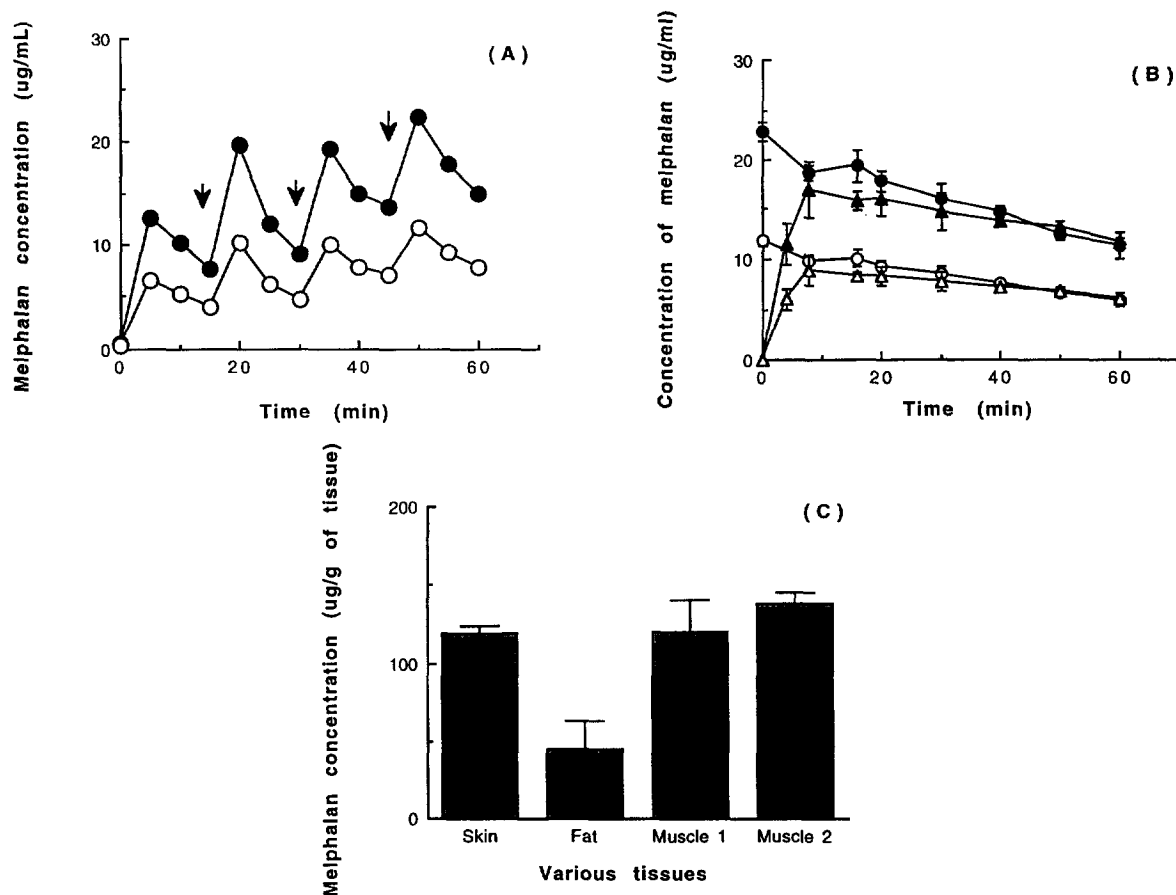 Melphalan concentration (ug/mL)
30
20
10
0
0
20
40
60
Time (min)
(A)
Concentration of melphalan (ug/ml)
30
20
10
0
0
20
40
60
Time (min)
(B)
Melphalan concentration (ug/g of tissue)
200
100
0
Skin
Fat
Muscle 1
Muscle 2
Various tissues
(C)